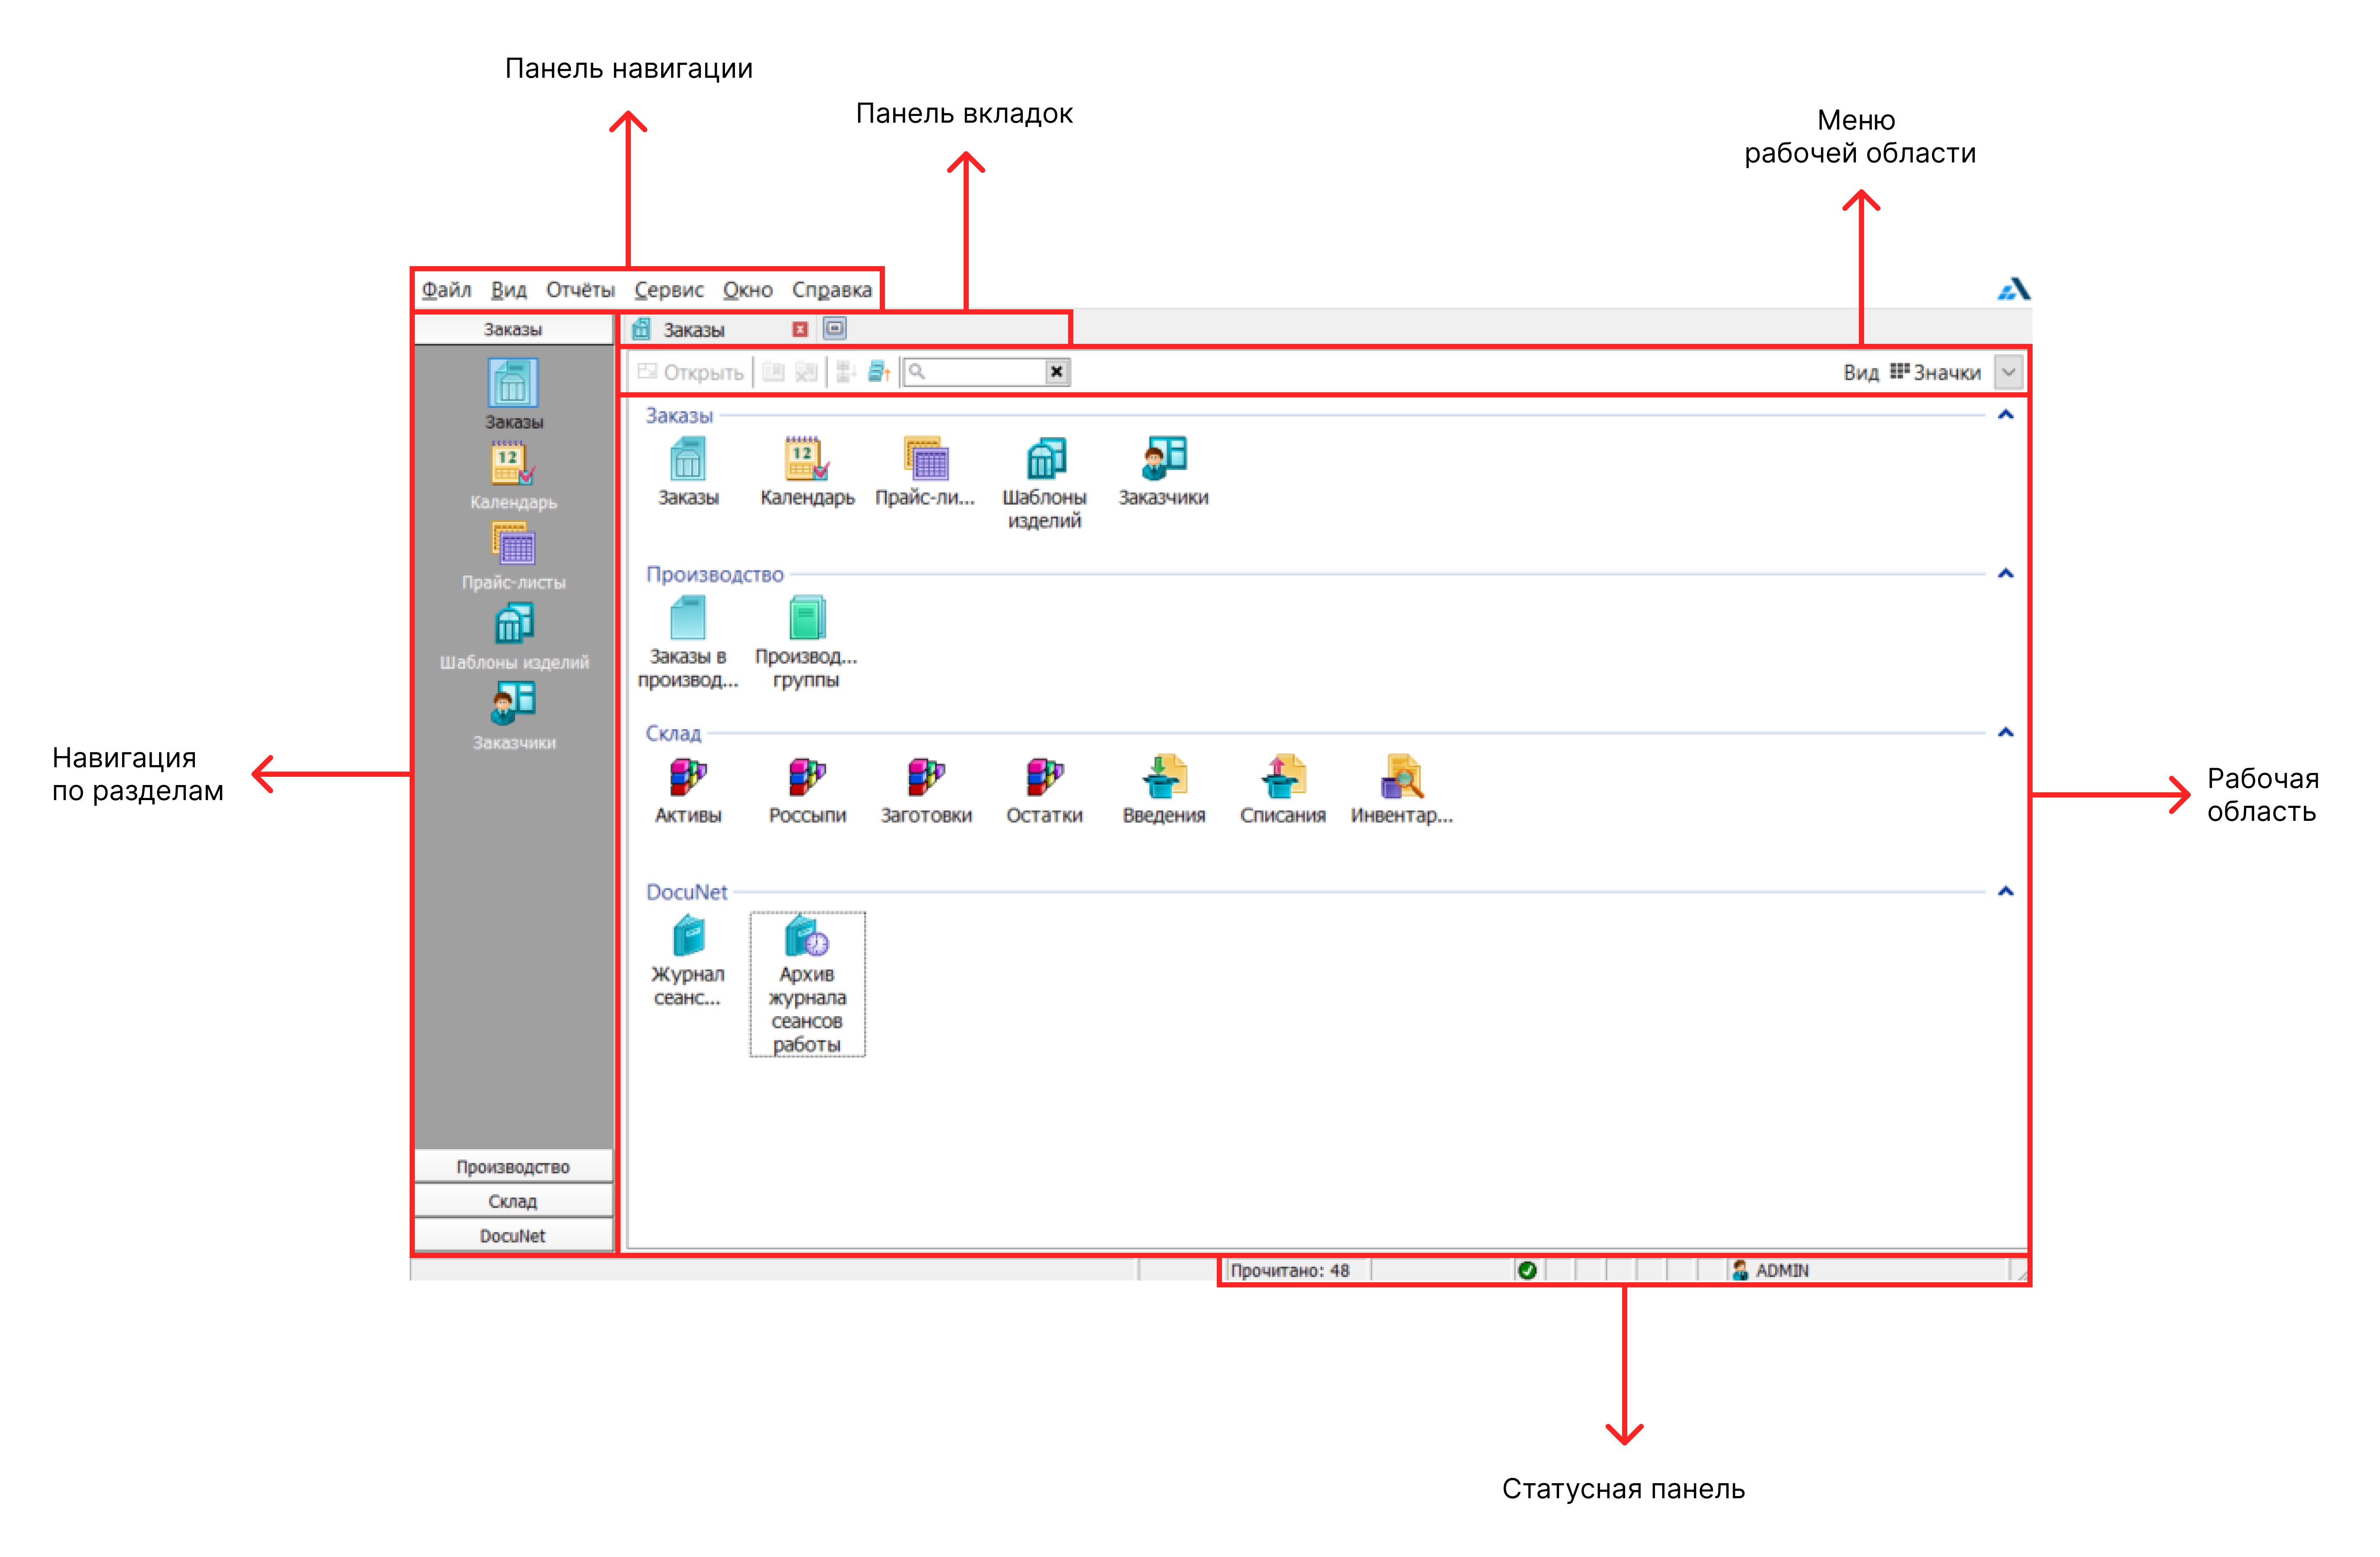 Панель навигации
Панель вкладок
Меню
рабочей области
Файл Вид Отчёты Сервис Окно Справка
Заказы
Заказы
Открыть
Вид Значки
Заказы
Календарь
Прайс-листы
Шаблоны изделий
Заказчики
Производство
Склад
DocuNet
Навигация
по разделам
Заказы
Заказы
Календарь
Прайс-ли...
Шаблоны
изделий
Заказчики
Производство
Заказы в
производ...
Производ...
группы
Склад
Активы
Россыпи
Заготовки
Остатки
Введения
Списания
Инвентар...
DocuNet
Журнал
сеанс...
Архив
журнала
сеансов
работы
Рабочая
область
Прочитано: 48
ADMIN
Статусная панель